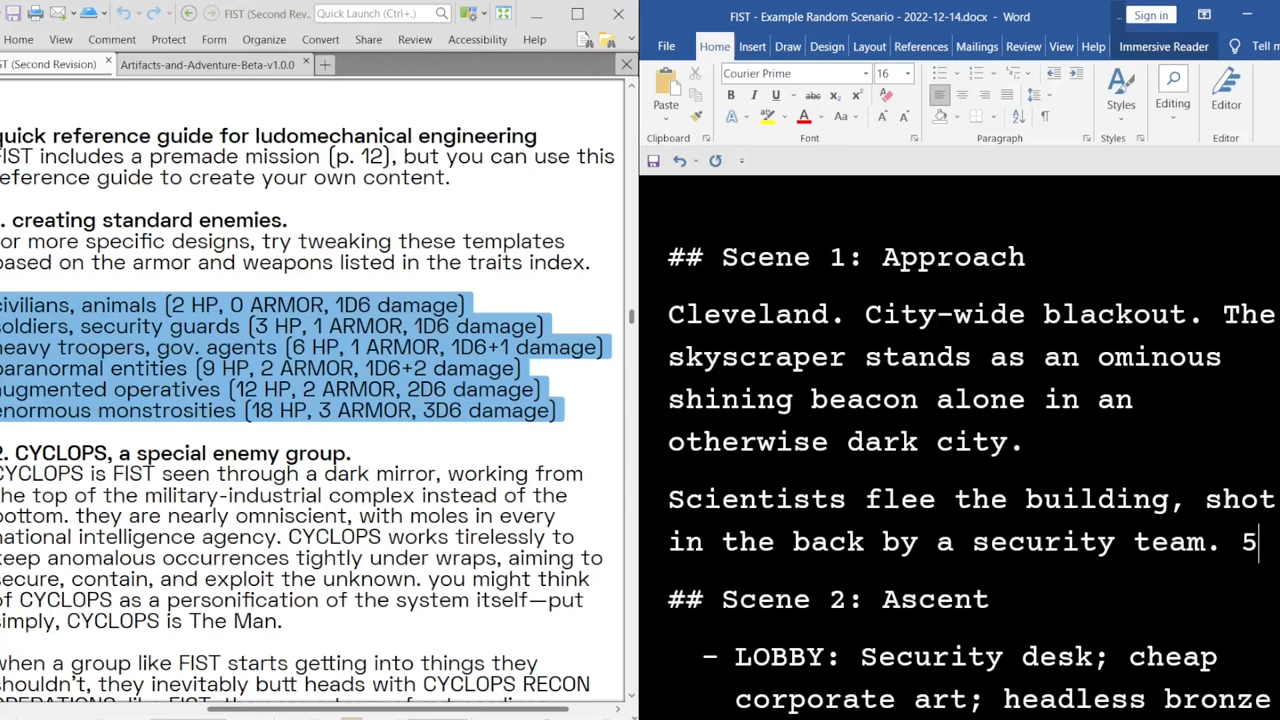 FIST (Second Rev...
Quick Launch (Ctrl+.)
Home View Comment Protect Form Organize Convert Share Review Accessibility Help
ST (Second Revision) × Artifacts-and-Adventure-Beta-v1.0.0 ×
quick reference guide for ludomechanical engineering
FIST includes a premade mission (p. 12), but you can use this
reference guide to create your own content.
. creating standard enemies.
or more specific designs, try tweaking these templates
based on the armor and weapons listed in the traits index.
civilians, animals (2 HP, 0 ARMOR, 1D6 damage)
soldiers, security guards (3 HP, 1 ARMOR, 1D6 damage)
heavy troopers, gov. agents (6 HP, 1 ARMOR, 1D6+1 damage)
paranormal entities (9 HP, 2 ARMOR, 1D6+2 damage)
augmented operatives (12 HP, 2 ARMOR, 2D6 damage)
enormous monstrosities (18 HP, 3 ARMOR, 3D6 damage)
2. CYCLOPS, a special enemy group.
CYCLOPS is FIST seen through a dark mirror, working from
the top of the military-industrial complex instead of the
bottom. they are nearly omniscient, with moles in every
national intelligence agency. CYCLOPS works tirelessly to
keep anomalous occurrences tightly under wraps, aiming to
secure, contain, and exploit the unknown. you might think
of CYCLOPS as a personification of the system itself—put
simply, CYCLOPS is The Man.
when a group like FIST starts getting into things they
shouldn't, they inevitably butt heads with CYCLOPS RECON
FIST - Example Random Scenario - 2022-12-14.docx - Word
... Sign in
File Home Insert Draw Design Layout References Mailings Review View Help Immersive Reader Tell m
Courier Prime 16
Paste
B I U abc x₂ x²
A A Aa A A
Styles Editing Editor
Clipboard Font Paragraph Styles Editor
## Scene 1: Approach
Cleveland. City-wide blackout. The
skyscraper stands as an ominous
shining beacon alone in an
otherwise dark city.
Scientists flee the building, shot
in the back by a security team. 5
## Scene 2: Ascent
- LOBBY: Security desk; cheap
corporate art; headless bronze